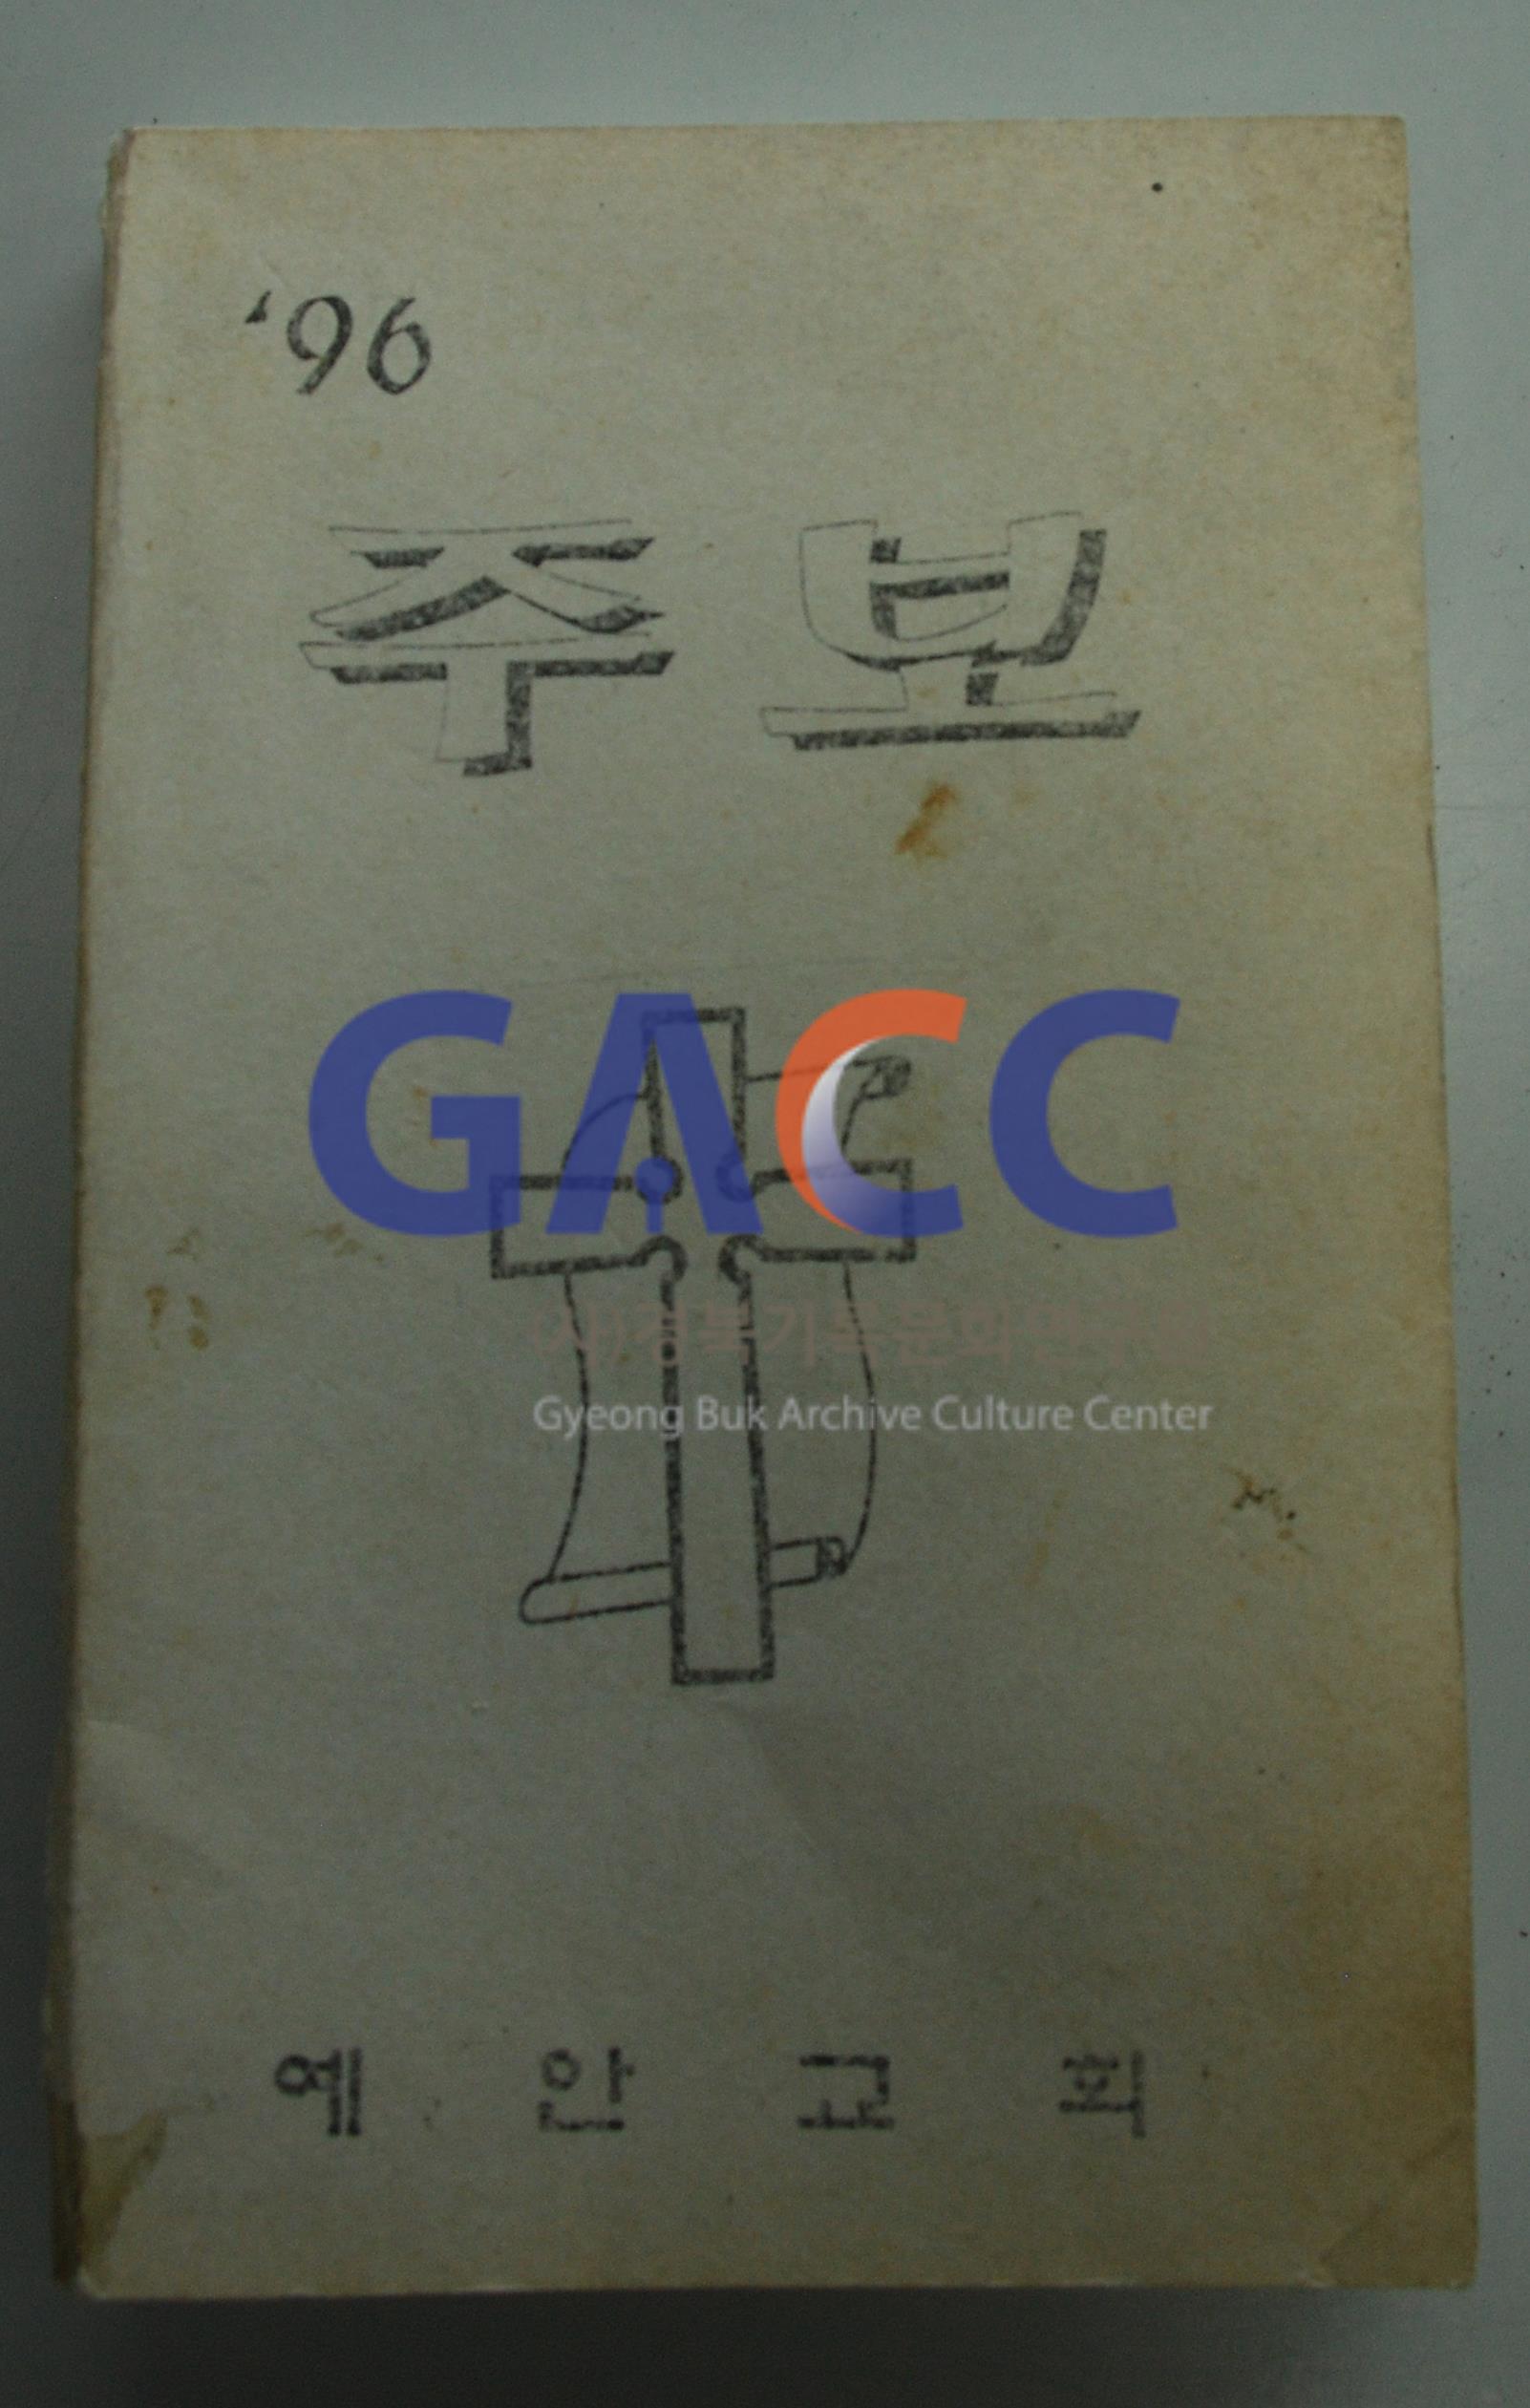 '96
주보
GACC
(사)경북기록문화연구원
Gyeong Buk Archive Culture Center
예안교회